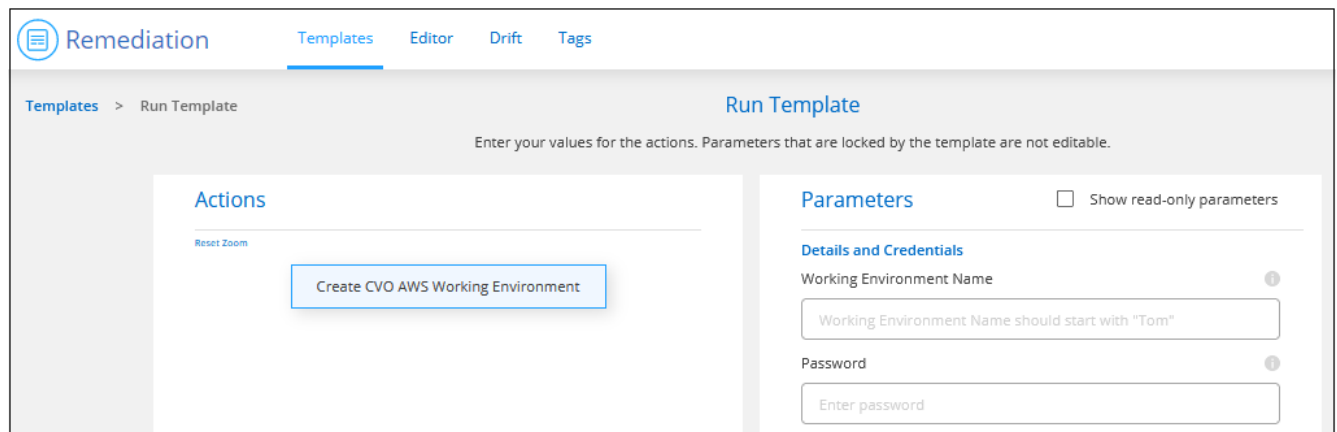 Remediation
Templates Editor Drift Tags
Templates > Run Template
Run Template
Enter your values for the actions. Parameters that are locked by the template are not editable.
Actions
Reset Zoom
Create CVO AWS Working Environment
Parameters
Show read-only parameters
Details and Credentials
Working Environment Name
Working Environment Name should start with "Tom"
Password
Enter password